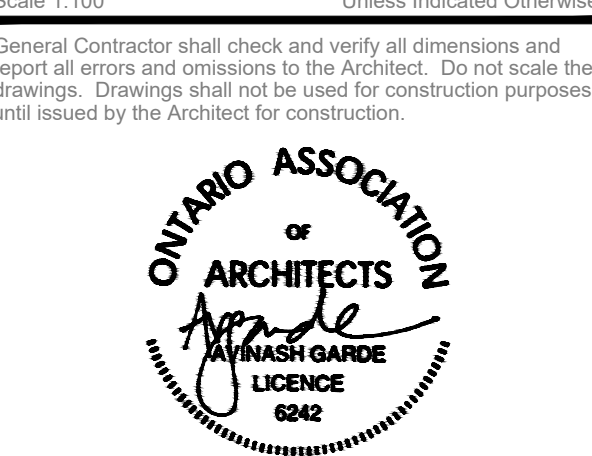 Scale 1:100 Unless Indicated Otherwise
General Contractor shall check and verify all dimensions and
report all errors and omissions to the Architect. Do not scale the
drawings. Drawings shall not be used for construction purposes
until issued by the Architect for construction.
ONTARIO ASSOCIATION
OF
ARCHITECTS
AVINASH GARDE
LICENCE
6242